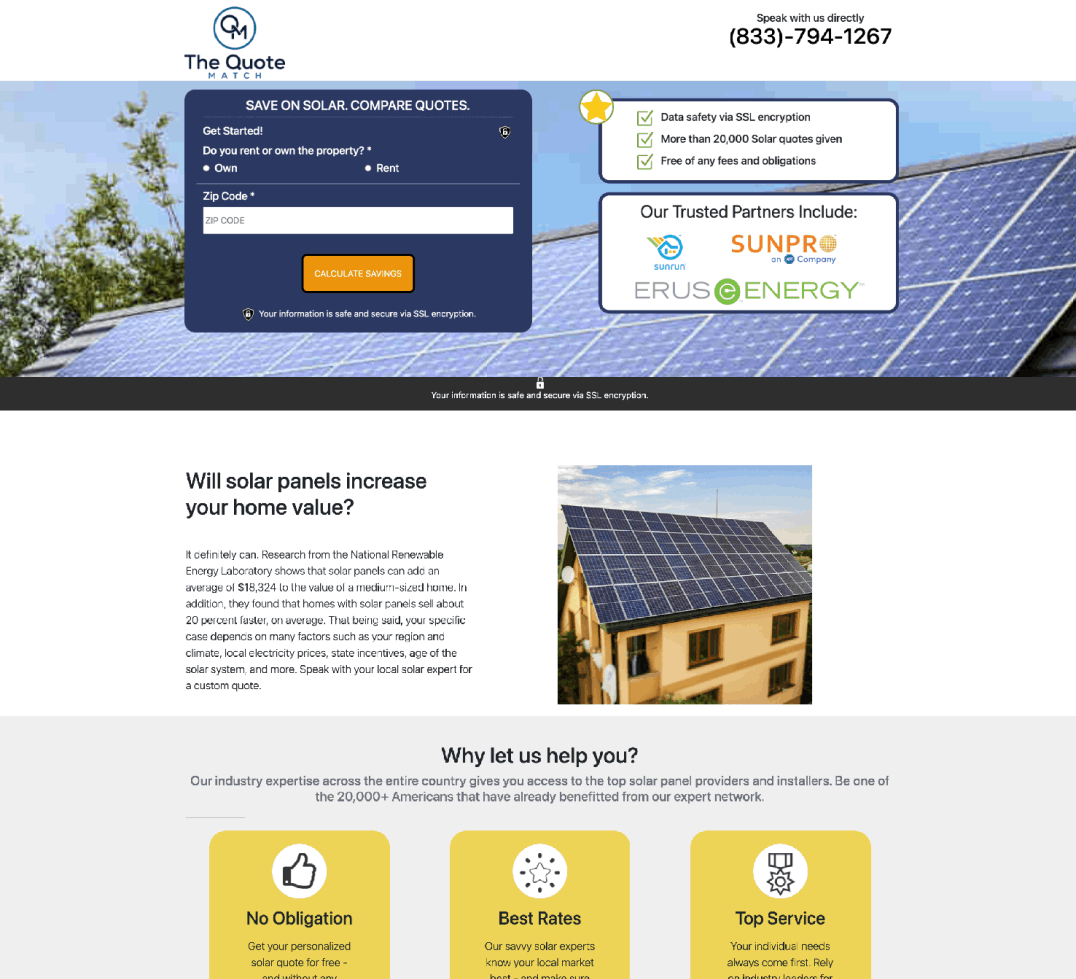 QM
The Quote
MATCH
Speak with us directly
(833)-794-1267
SAVE ON SOLAR. COMPARE QUOTES.
Get Started!
Do you rent or own the property? *
Own
Rent
Zip Code *
ZIP CODE
CALCULATE SAVINGS
Your information is safe and secure via SSL encryption.
Data safety via SSL encryption
More than 20,000 Solar quotes given
Free of any fees and obligations
Our Trusted Partners Include:
sunrun
SUNPRO
an ADT Company
ERUS ENERGY
Your information is safe and secure via SSL encryption.
Will solar panels increase
your home value?
It definitely can. Research from the National Renewable
Energy Laboratory shows that solar panels can add an
average of $18,324 to the value of a medium-sized home. In
addition, they found that homes with solar panels sell about
20 percent faster, on average. That being said, your specific
case depends on many factors such as your region and
climate, local electricity prices, state incentives, age of the
solar system, and more. Speak with your local solar expert for
a custom quote.
Why let us help you?
Our industry expertise across the entire country gives you access to the top solar panel providers and installers. Be one of
the 20,000+ Americans that have already benefitted from our expert network.
No Obligation
Get your personalized
solar quote for free -
and without any
Best Rates
Our savvy solar experts
know your local market
best - and make sure
Top Service
Your individual needs
always come first. Rely
on industry leaders for